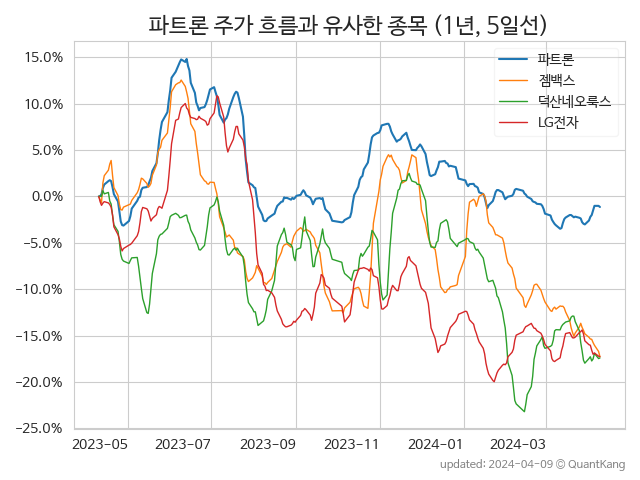 파트론 주가 흐름과 유사한 종목 (1년, 5일선)
파트론
젬백스
덕산네오룩스
LG전자
15.0%
10.0%
5.0%
0.0%
−5.0%
−10.0%
−15.0%
−20.0%
−25.0%
2023-05 2023-07 2023-09 2023-11 2024-01 2024-03
updated: 2024-04-09 © QuantKang